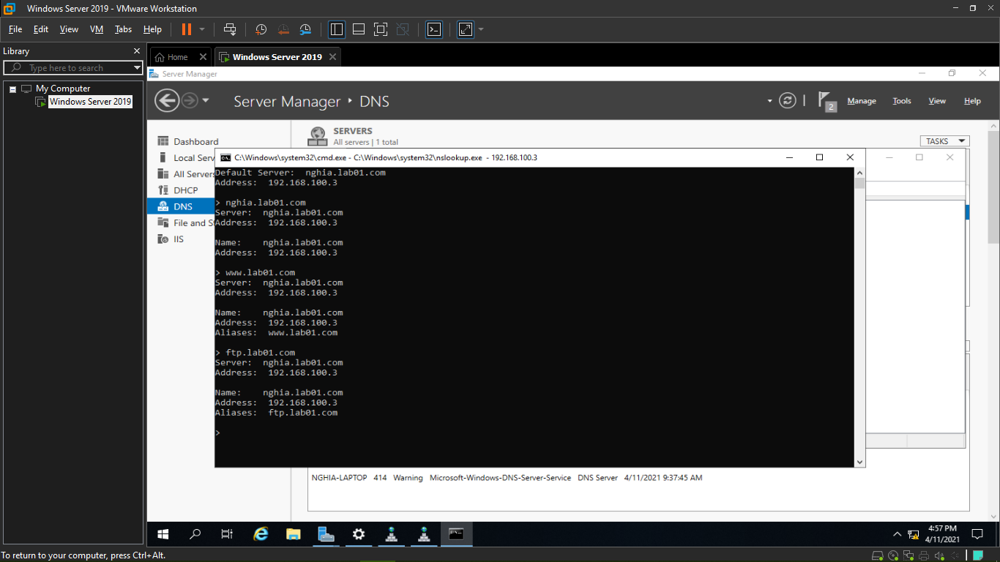 Windows Server 2019 - VMware Workstation
File Edit View VM Tabs Help
Library
Type here to search
My Computer
Windows Server 2019
Home
Windows Server 2019
Server Manager
Server Manager DNS
2
Manage Tools View Help
Dashboard
Local Serv
All Servers
DHCP
DNS
File and St
IIS
SERVERS
All servers | 1 total
TASKS
C:\Windows\system32\cmd.exe - C:\Windows\system32\nslookup.exe - 192.168.100.3
Default Server:  nghia.lab01.com
Address:  192.168.100.3
> nghia.lab01.com
Server:  nghia.lab01.com
Address:  192.168.100.3
Name:    nghia.lab01.com
Address:  192.168.100.3
> www.lab01.com
Server:  nghia.lab01.com
Address:  192.168.100.3
Name:    nghia.lab01.com
Address:  192.168.100.3
Aliases:  www.lab01.com
> ftp.lab01.com
Server:  nghia.lab01.com
Address:  192.168.100.3
Name:    nghia.lab01.com
Address:  192.168.100.3
Aliases:  ftp.lab01.com
>
NGHIA-LAPTOP 414 Warning Microsoft-Windows-DNS-Server-Service DNS Server 4/11/2021 9:37:45 AM
4:57 PM
4/11/2021
To return to your computer, press Ctrl+Alt.